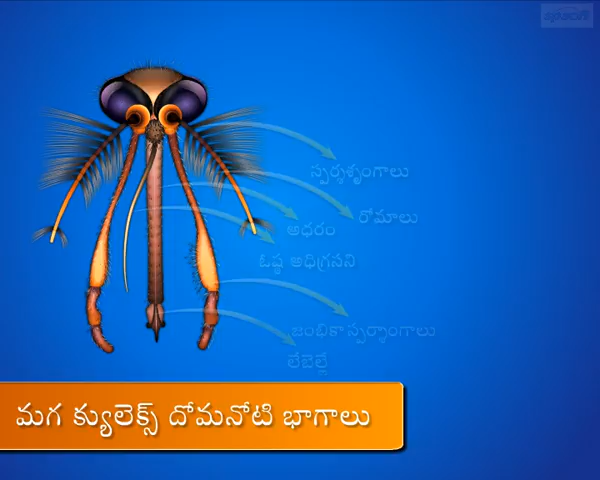 స్పర్శశృంగాలు
రోమాలు
అధరం
ఓష్ఠ అధిగ్రసని
జంభికా స్పర్శాంగాలు
లేబెల్లే
మగ క్యులెక్స్ దోమనోటి భాగాలు